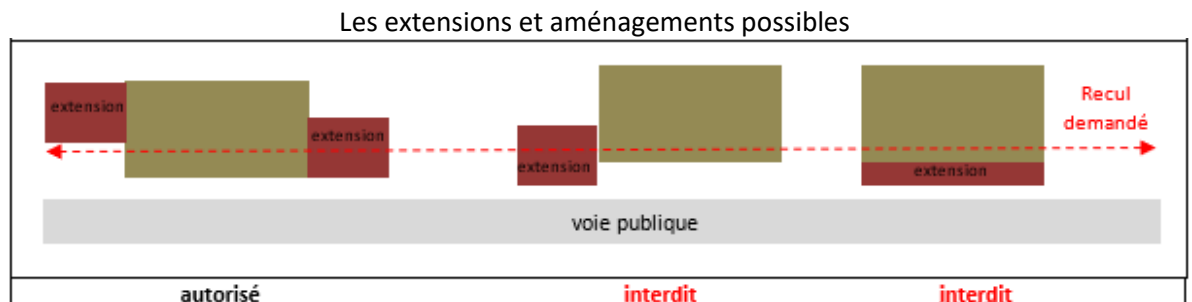 Les extensions et aménagements possibles
extension
extension
extension
extension
Recul
demandé
voie publique
autorisé
interdit
interdit